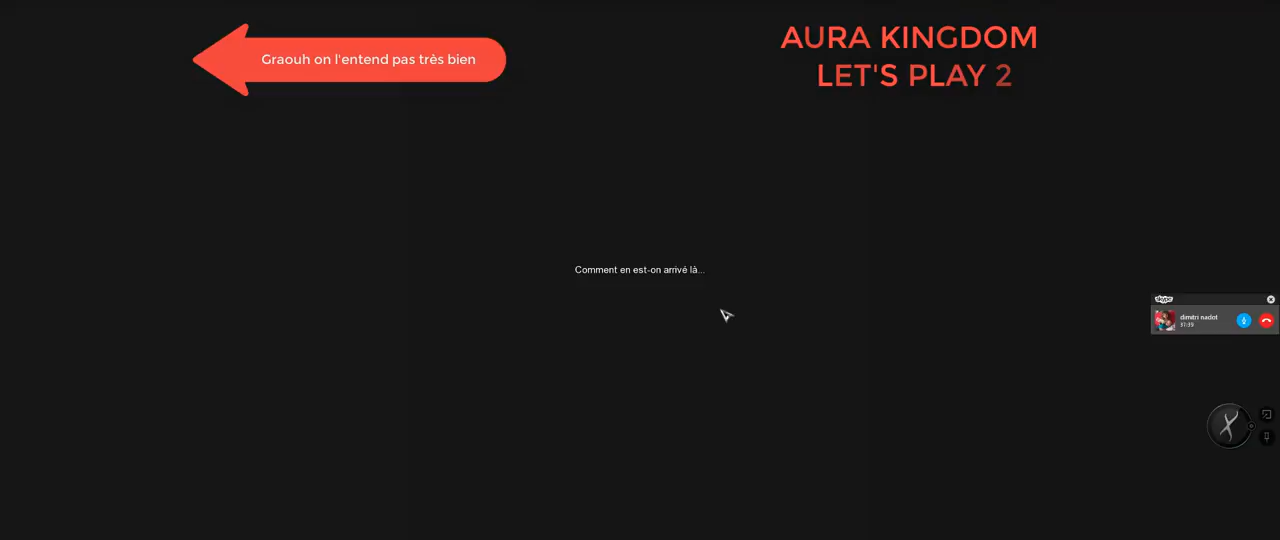 Graouh on l'entend pas très bien
AURA KINGDOM
LET'S PLAY 2
Comment en est-on arrivé là...
skype
dimitri nadot
37:39